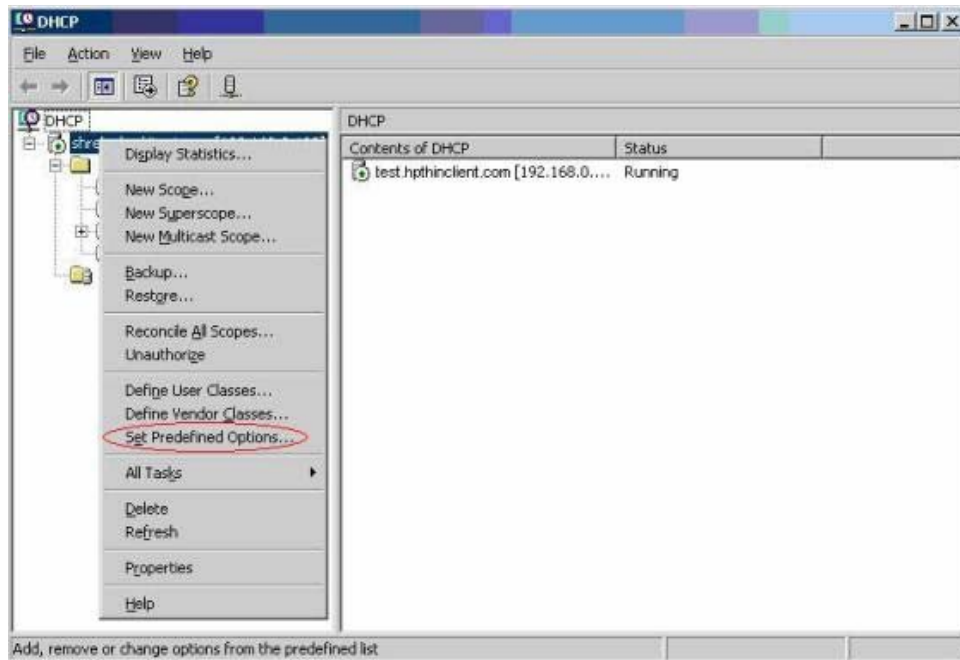 DHCP
File Action View Help
DHCP
Display Statistics...
New Scope...
New Superscope...
New Multicast Scope...
Backup...
Restore...
Reconcile All Scopes...
Unauthorize
Define User Classes...
Define Vendor Classes...
Set Predefined Options...
All Tasks
Delete
Refresh
Properties
Help
DHCP
Contents of DHCP Status
test.hpthinclient.com [192.168.0.... Running
Add, remove or change options from the predefined list